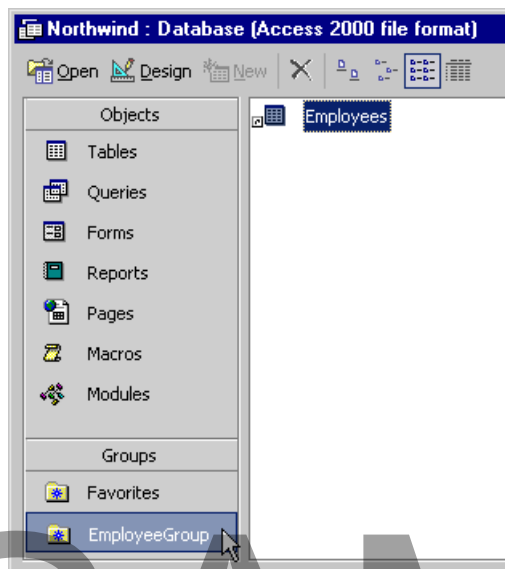 Northwind : Database (Access 2000 file format)
Open Design New
Objects
Employees
Tables
Queries
Forms
Reports
Pages
Macros
Modules
Groups
Favorites
EmployeeGroup